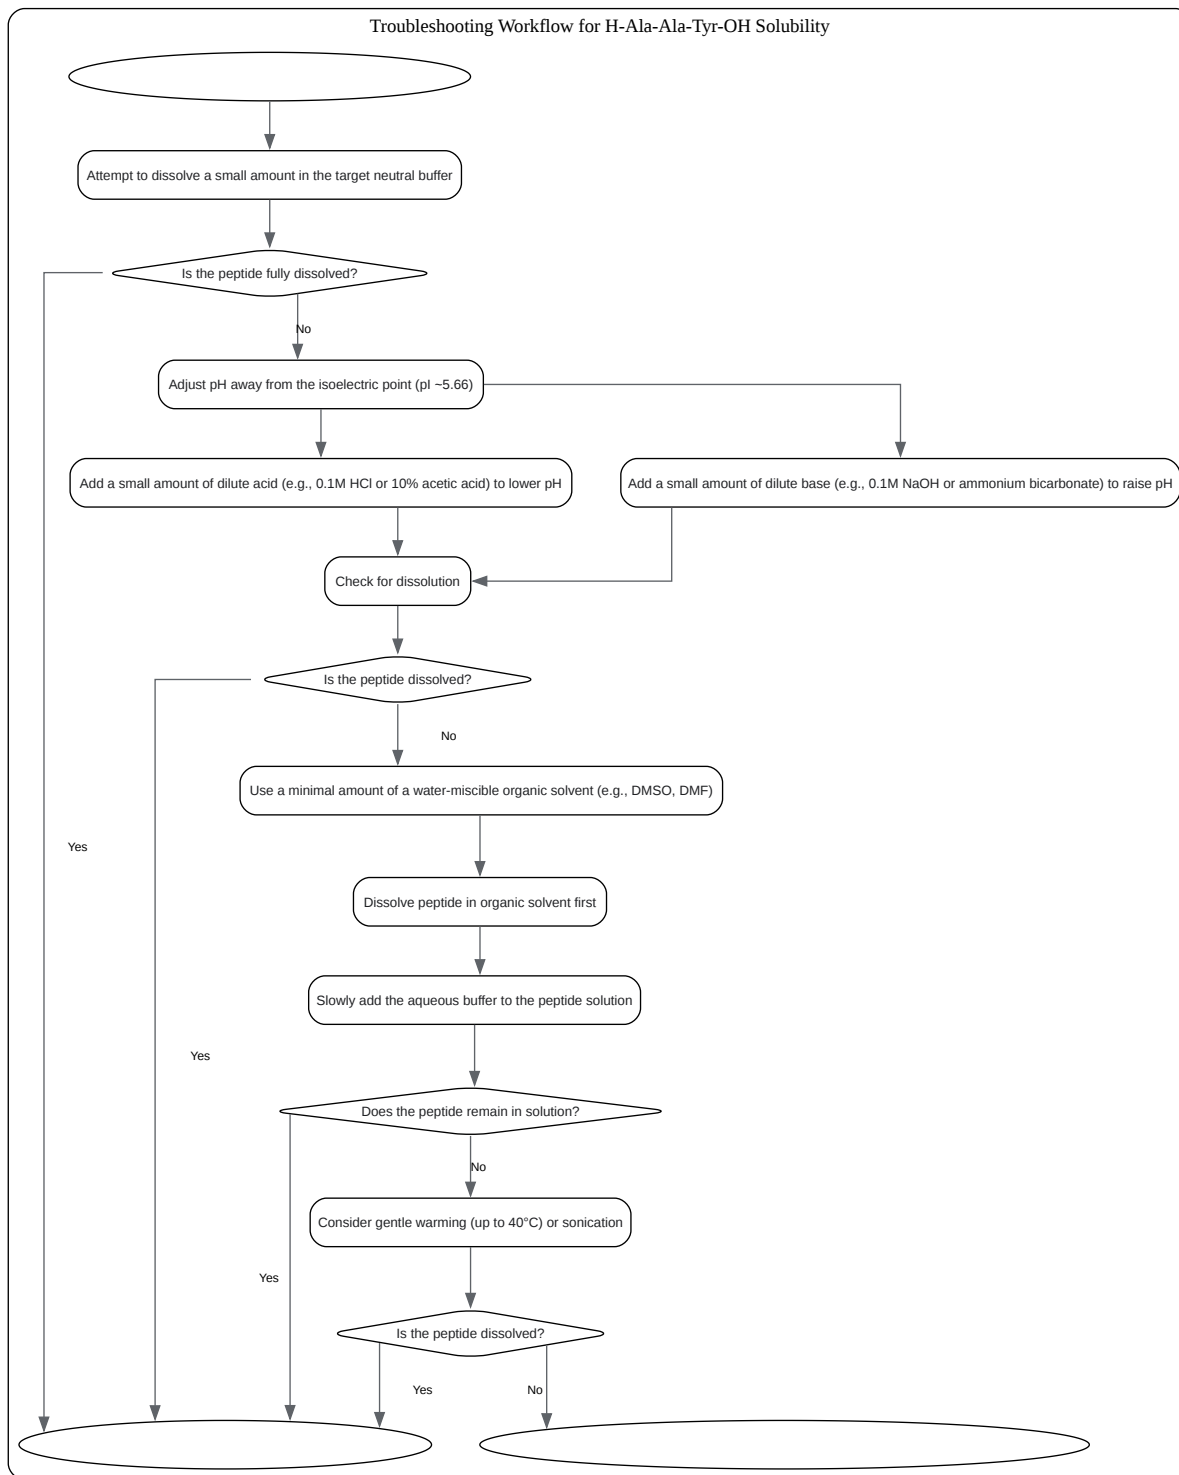 Troubleshooting Workflow for H-Ala-Ala-Tyr-OH Solubility
Attempt to dissolve a small amount in the target neutral buffer
Is the peptide fully dissolved?
No
Adjust pH away from the isoelectric point (pI ~5.66)
Add a small amount of dilute acid (e.g., 0.1M HCl or 10% acetic acid) to lower pH
Add a small amount of dilute base (e.g., 0.1M NaOH or ammonium bicarbonate) to raise pH
Check for dissolution
Is the peptide dissolved?
No
Use a minimal amount of a water-miscible organic solvent (e.g., DMSO, DMF)
Yes
Dissolve peptide in organic solvent first
Slowly add the aqueous buffer to the peptide solution
Yes
Does the peptide remain in solution?
No
Consider gentle warming (up to 40°C) or sonication
Yes
Is the peptide dissolved?
Yes
No